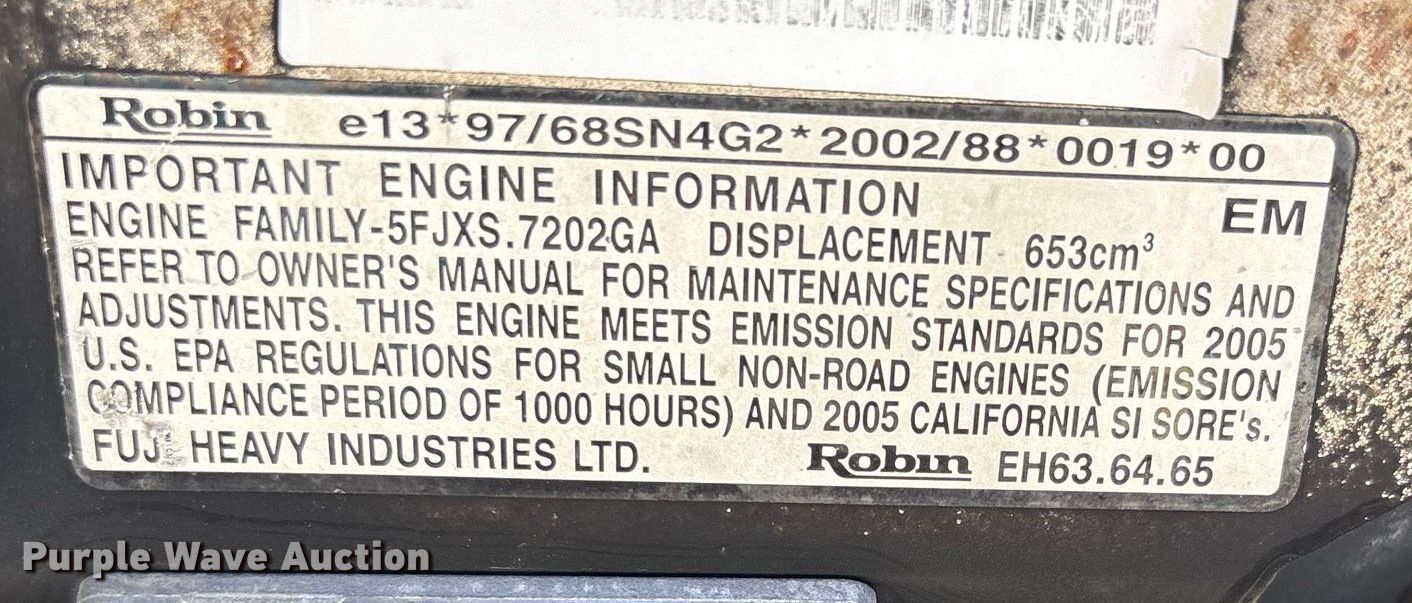 Robin e13*97/68SN4G2*2002/88*0019*00
IMPORTANT ENGINE INFORMATION EM
ENGINE FAMILY-5FJXS.7202GA DISPLACEMENT 653cm³
REFER TO OWNER'S MANUAL FOR MAINTENANCE SPECIFICATIONS AND
ADJUSTMENTS. THIS ENGINE MEETS EMISSION STANDARDS FOR 2005
U.S. EPA REGULATIONS FOR SMALL NON-ROAD ENGINES (EMISSION
COMPLIANCE PERIOD OF 1000 HOURS) AND 2005 CALIFORNIA SI SORE's.
FUJI HEAVY INDUSTRIES LTD. Robin EH63.64.65
Purple Wave Auction